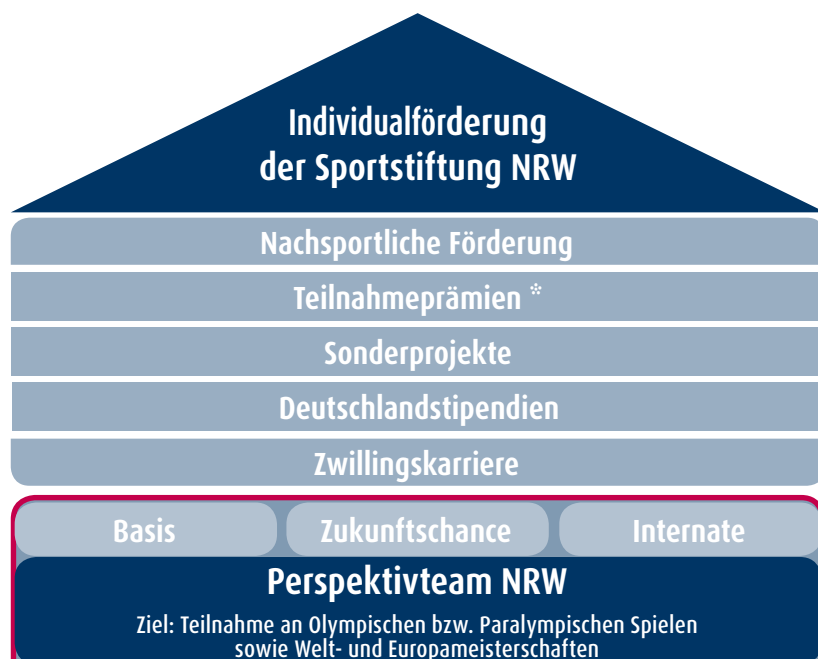 Individualförderung
der Sportstiftung NRW
Nachsportliche Förderung
Teilnahmeprämien *
Sonderprojekte
Deutschlandstipendien
Zwillingskarriere
Basis Zukunftschance Internate
Perspektivteam NRW
Ziel: Teilnahme an Olympischen bzw. Paralympischen Spielen
sowie Welt- und Europameisterschaften